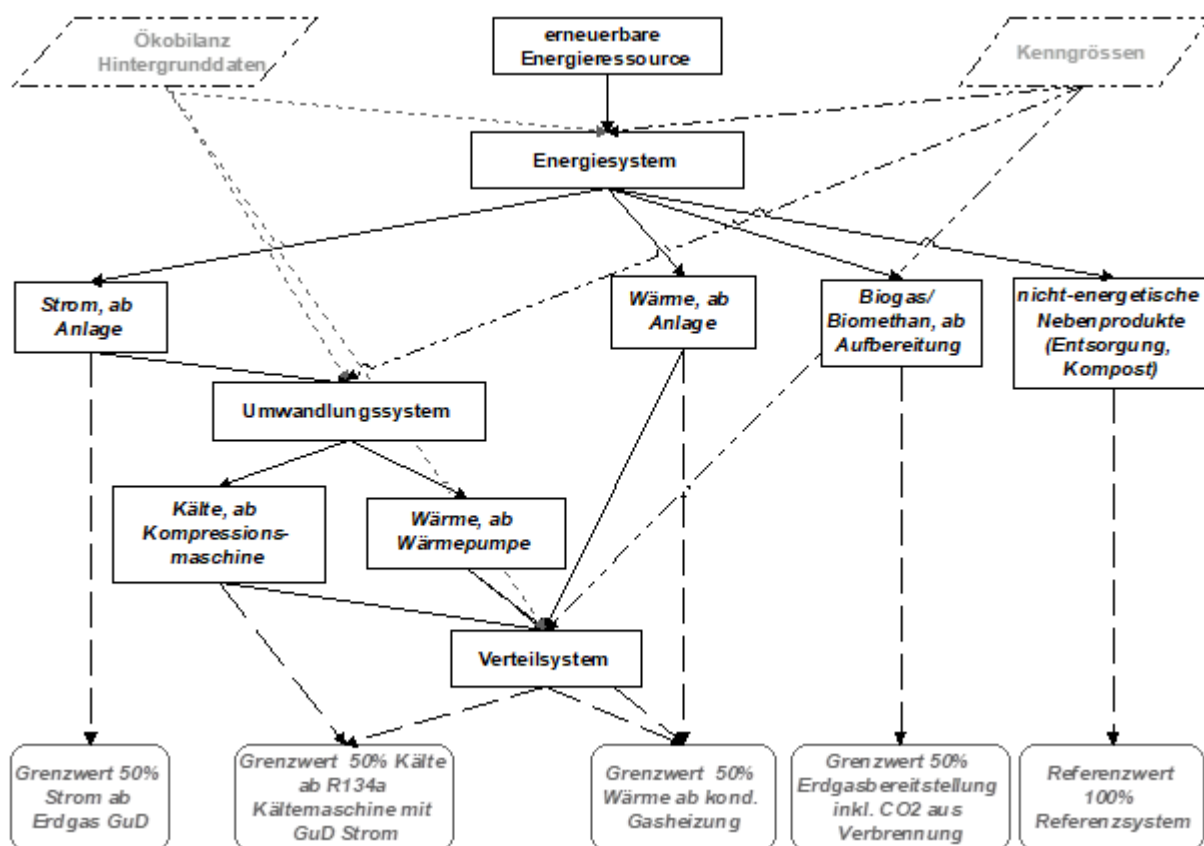 Ökobilanz
Hintergrunddaten
erneuerbare
Energieressource
Kenngrössen
Energiesystem
Strom, ab
Anlage
Wärme, ab
Anlage
Biogas/
Biomethan, ab
Aufbereitung
nicht-energetische
Nebenprodukte
(Entsorgung,
Kompost)
Umwandlungssystem
Kälte, ab
Kompressions-
maschine
Wärme, ab
Wärmepumpe
Verteilsystem
Grenzwert 50%
Strom ab
Erdgas GuD
Grenzwert 50% Kälte
ab R134a
Kältemaschine mit
GuD Strom
Grenzwert 50%
Wärme ab kond.
Gasheizung
Grenzwert 50%
Erdgasbereitstellung
inkl. CO2 aus
Verbrennung
Referenzwert
100%
Referenzsystem